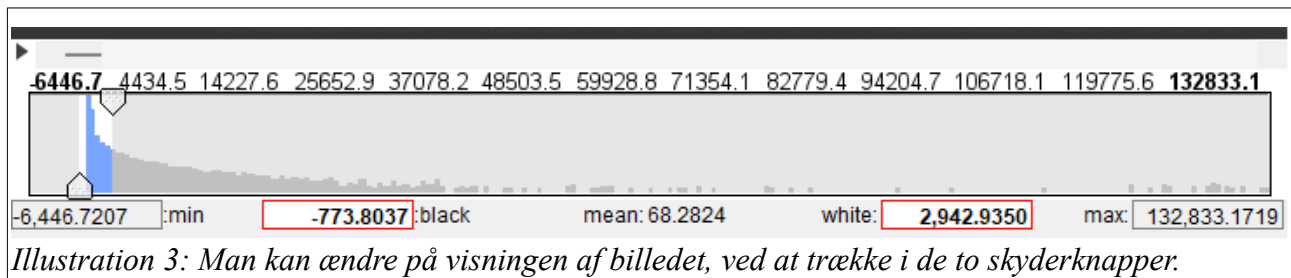 -6446.7 4434.5 14227.6 25652.9 37078.2 48503.5 59928.8 71354.1 82779.4 94204.7 106718.1 119775.6 132833.1
-6,446.7207 :min -773.8037 :black mean: 68.2824 white: 2,942.9350 max: 132,833.1719
Illustration 3: Man kan ændre på visningen af billedet, ved at trække i de to skyderknapper.